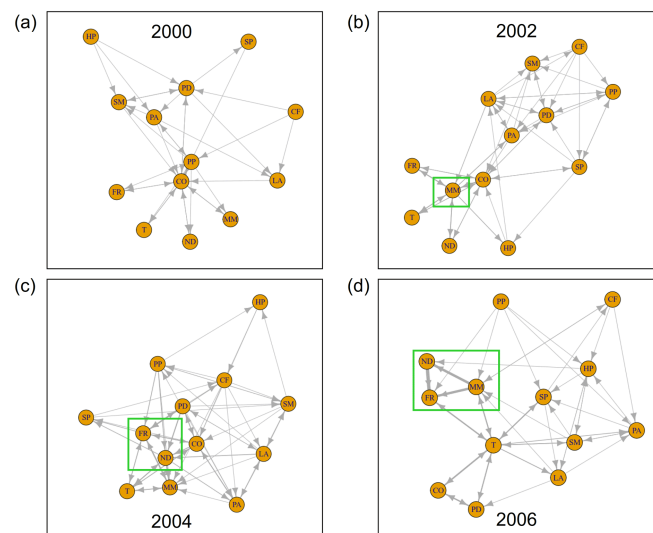 (a)
2000
HP
SP
PD
SM
PA
CF
PP
CO
LA
FR
MM
T
ND
(b)
2002
CF
SM
LA
PP
PD
PA
FR
SP
CO
MM
T
ND
HP
(c)
HP
PP
CF
PD
SM
SP
FR
CO
LA
ND
T
MM
PA
2004
(d)
PP
CF
ND
HP
MM
FR
SP
PA
T
SM
LA
CO
PD
2006